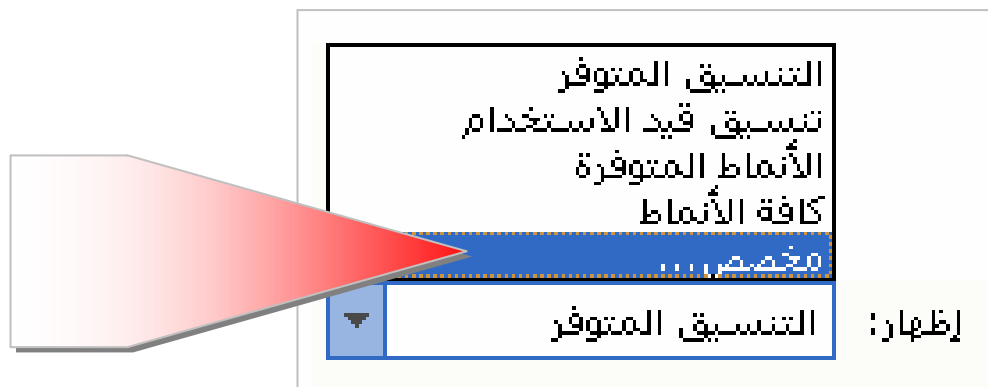 التنسيق المتوفر
تنسيق قيد الاستخدام
الأنماط المتوفرة
كافة الأنماط
مخصص...
إظهار: التنسيق المتوفر